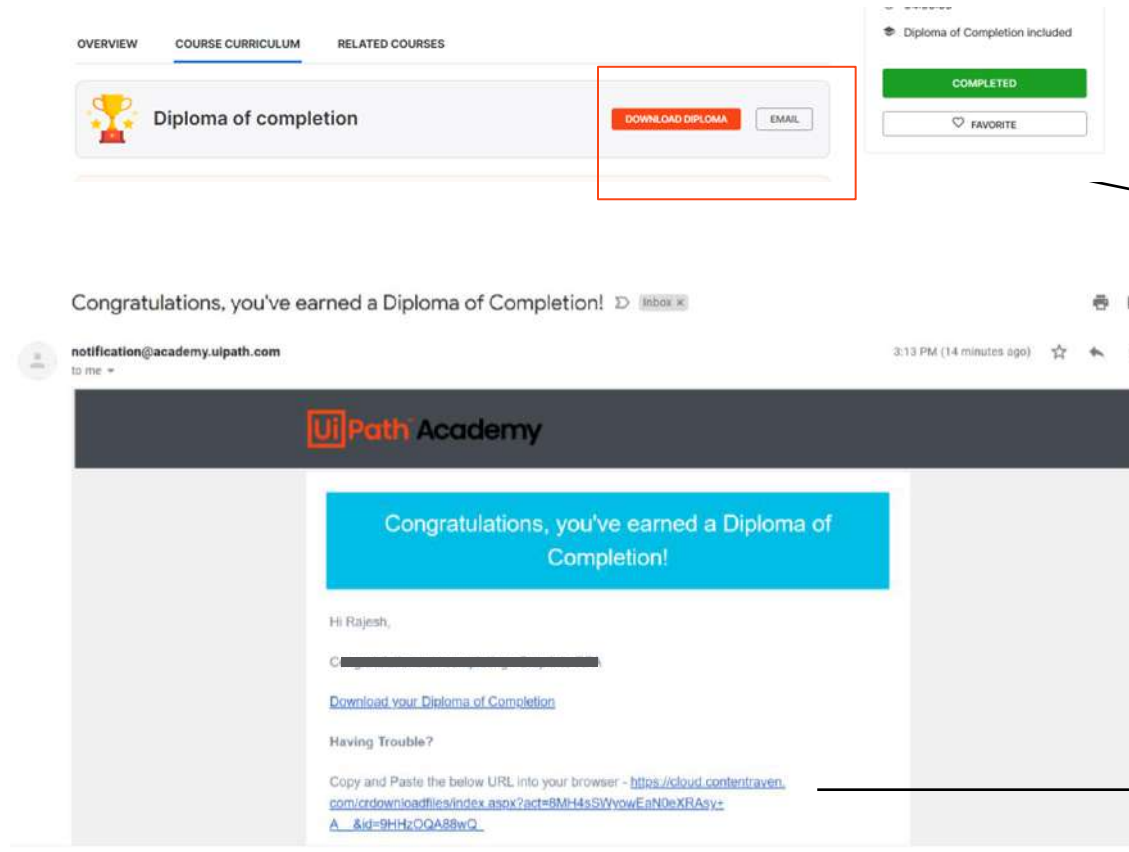 OVERVIEW COURSE CURRICULUM RELATED COURSES
Diploma of Completion included
COMPLETED
FAVORITE
Diploma of completion
DOWNLOAD DIPLOMA EMAIL
Congratulations, you've earned a Diploma of Completion! Inbox x
notification@academy.uipath.com 3:13 PM (14 minutes ago)
to me
UiPath Academy
Congratulations, you've earned a Diploma of
Completion!
Hi Rajesh,
Download your Diploma of Completion
Having Trouble?
Copy and Paste the below URL into your browser - https://cloud.contentraven.
com/crdownloadfiles/index.aspx?act=8MH4sSWyowEaN0eXRAsy+
A__&id=9HHzOQA88wQ_